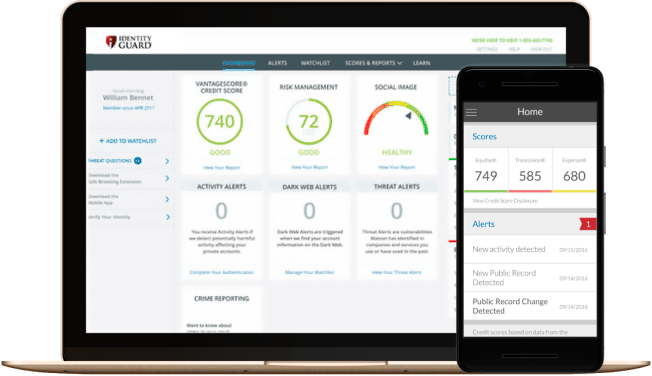 IDENTITY
GUARD
WE'RE HERE TO HELP
SETTINGS HELP SIGN OUT
DASHBOARD ALERTS WATCHLIST SCORES & REPORTS LEARN
Good morning
William Bennet
Member since APR 2017
+ ADD TO WATCHLIST
THREAT QUESTIONS
Download the
Safe Browsing Extension
Download the
Mobile App
Verify Your Identity
VANTAGESCORE®
CREDIT SCORE
740
GOOD
View Your Report
RISK MANAGEMENT
72
GOOD
View Your Report
SOCIAL IMAGE
HEALTHY
View Your Report
ACTIVITY ALERTS
0
You receive Activity Alerts if
we detect potentially harmful
activity affecting your
private accounts.
Complete Your Authentication
DARK WEB ALERTS
0
Dark Web Alerts are triggered
when we find your account
information on the Dark Web.
Manage Your Watchlist
THREAT ALERTS
0
Threat Alerts are vulnerabilities
Watson has identified in
companies and services you
use or have used in the past.
View Your Threat Alerts
CRIME REPORTING
Want to know about
Home
Scores
Equifax® TransUnion® Experian®
749 585 680
View Credit Score Disclosure
Alerts 1
New activity detected 09/15/2016
New Public Record
Detected 09/14/2016
Public Record Change
Detected 09/14/2016
Credit scores based on data from the